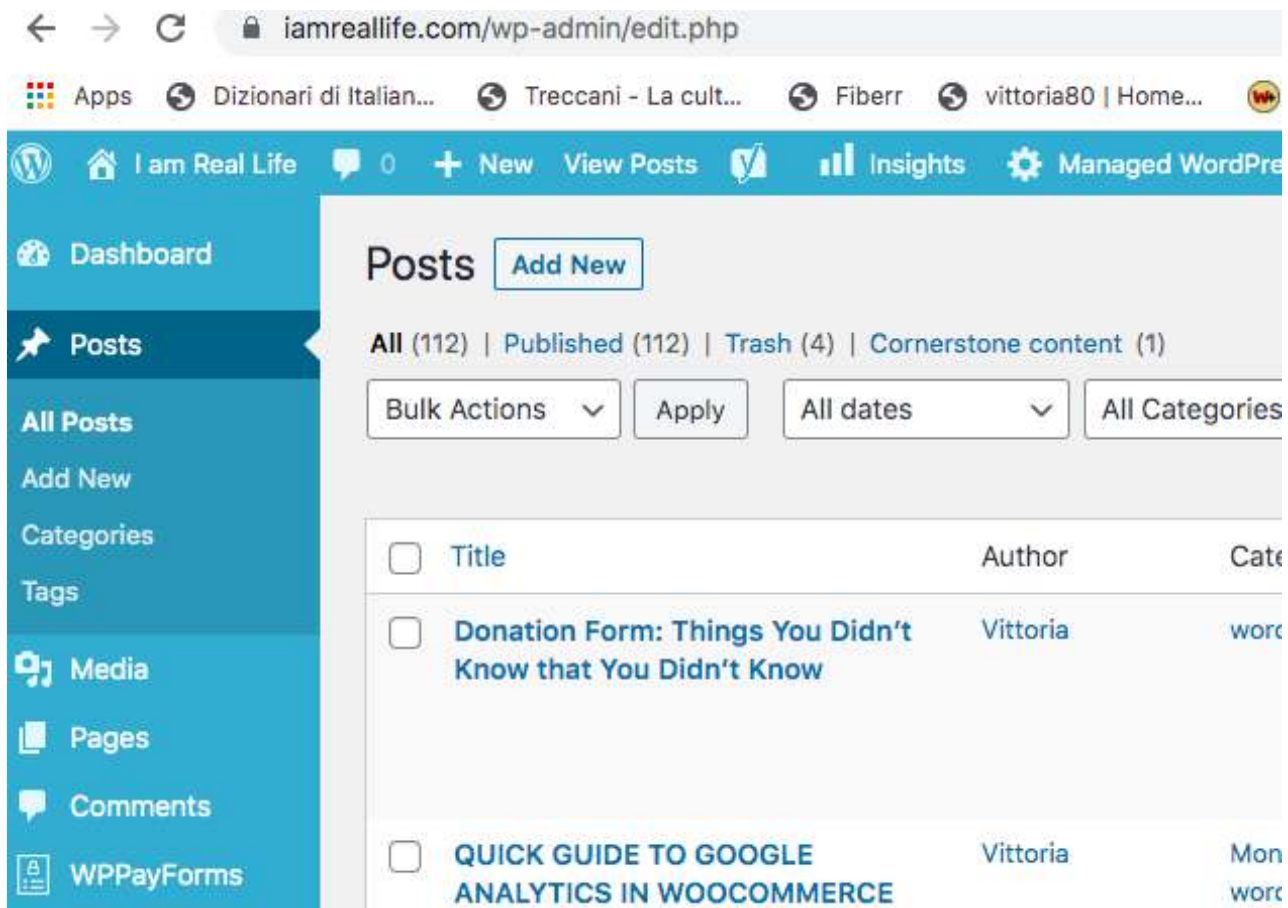 iamreallife.com/wp-admin/edit.php
Apps Dizionari di Italian... Treccani - La cult... Fiberr vittoria80 | Home...
I am Real Life 0 + New View Posts Insights Managed WordPre
Dashboard
Posts
All Posts
Add New
Categories
Tags
Media
Pages
Comments
WPPayForms
Posts Add New
All (112) | Published (112) | Trash (4) | Cornerstone content (1)
Bulk Actions Apply All dates All Categories
Title Author Cate
Donation Form: Things You Didn't Vittoria word
Know that You Didn't Know
QUICK GUIDE TO GOOGLE Vittoria Mon
ANALYTICS IN WOOCOMMERCE word